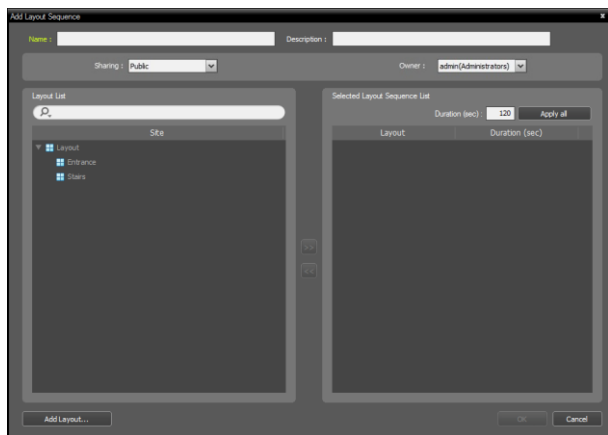 Add Layout Sequence
Name : Description :
Sharing : Public Owner : admin(Administrators)
Layout List Selected Layout Sequence List
Duration (sec) : 120 Apply all
Site Layout Duration (sec)
Layout
Entrance
Stairs
>>
<<
Add Layout... OK Cancel